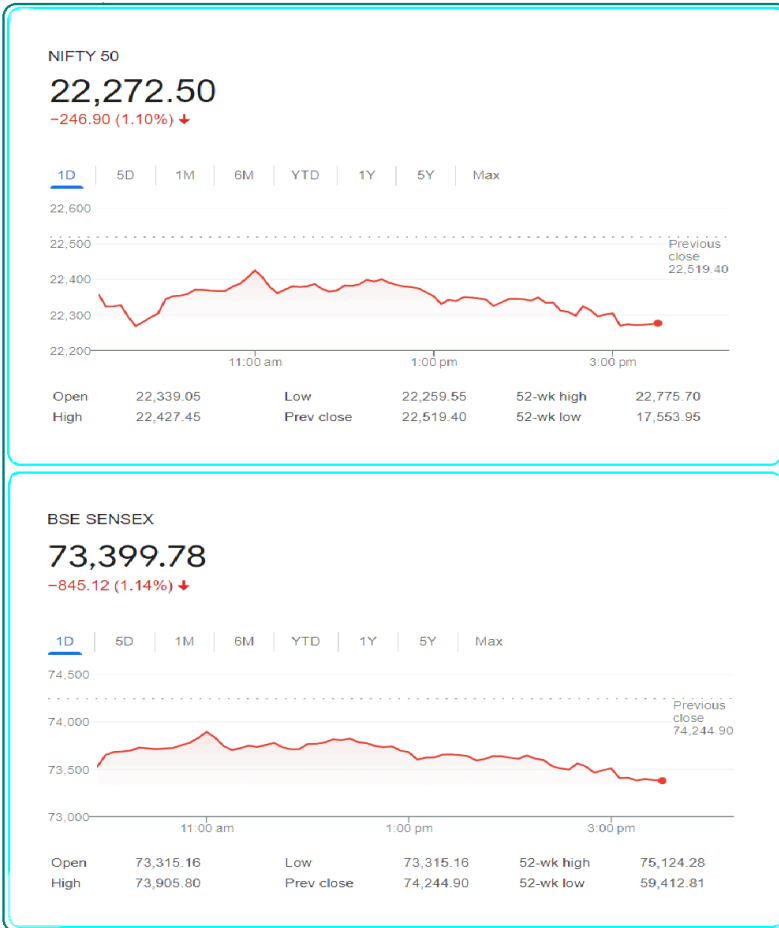 NIFTY 50
22,272.50
−246.90 (1.10%) ↓
1D 5D 1M 6M YTD 1Y 5Y Max
22,600
22,500
22,400
22,300
22,200
Previous
close
22,519.40
11:00 am 1:00 pm 3:00 pm
Open 22,339.05 Low 22,259.55 52-wk high 22,775.70
High 22,427.45 Prev close 22,519.40 52-wk low 17,553.95
BSE SENSEX
73,399.78
−845.12 (1.14%) ↓
1D 5D 1M 6M YTD 1Y 5Y Max
74,500
74,000
73,500
73,000
Previous
close
74,244.90
11:00 am 1:00 pm 3:00 pm
Open 73,315.16 Low 73,315.16 52-wk high 75,124.28
High 73,905.80 Prev close 74,244.90 52-wk low 59,412.81